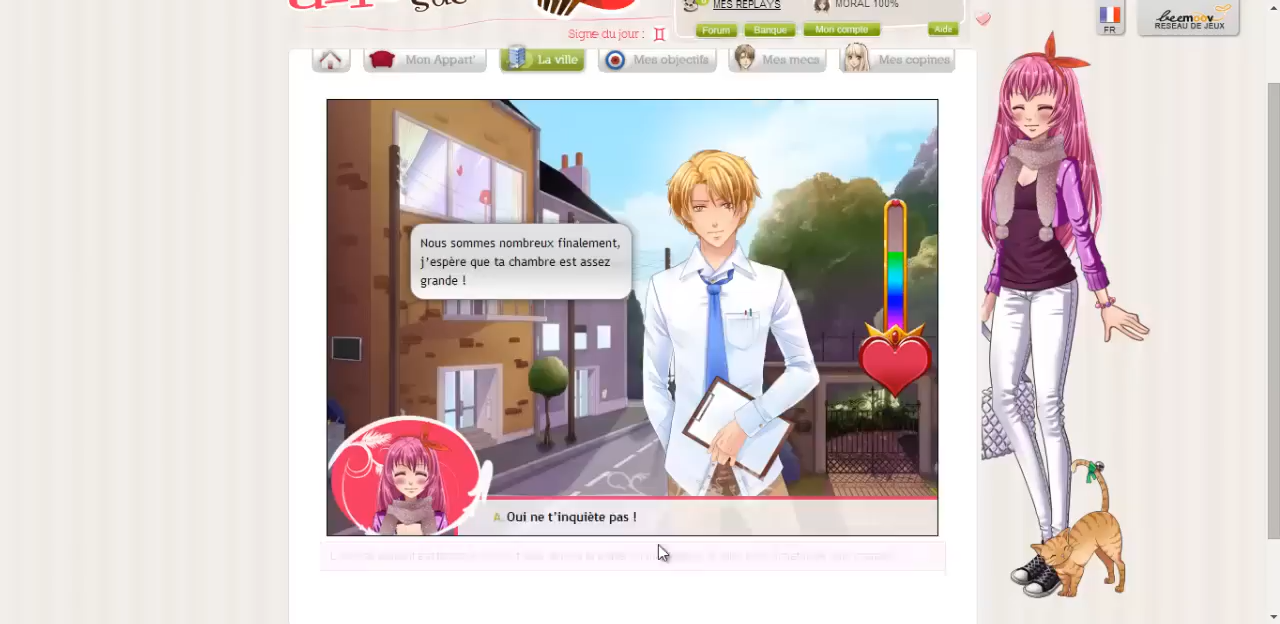 MES REPLAYS
MORAL 100%
Forum
Banque
Mon compte
Aide
Signe du jour :
FR
beemoov
RESEAU DE JEUX
Mon Appart'
La ville
Mes objectifs
Mes mecs
Mes copines
Nous sommes nombreux finalement,
j'espère que ta chambre est assez
grande !
A. Oui ne t'inquiète pas !